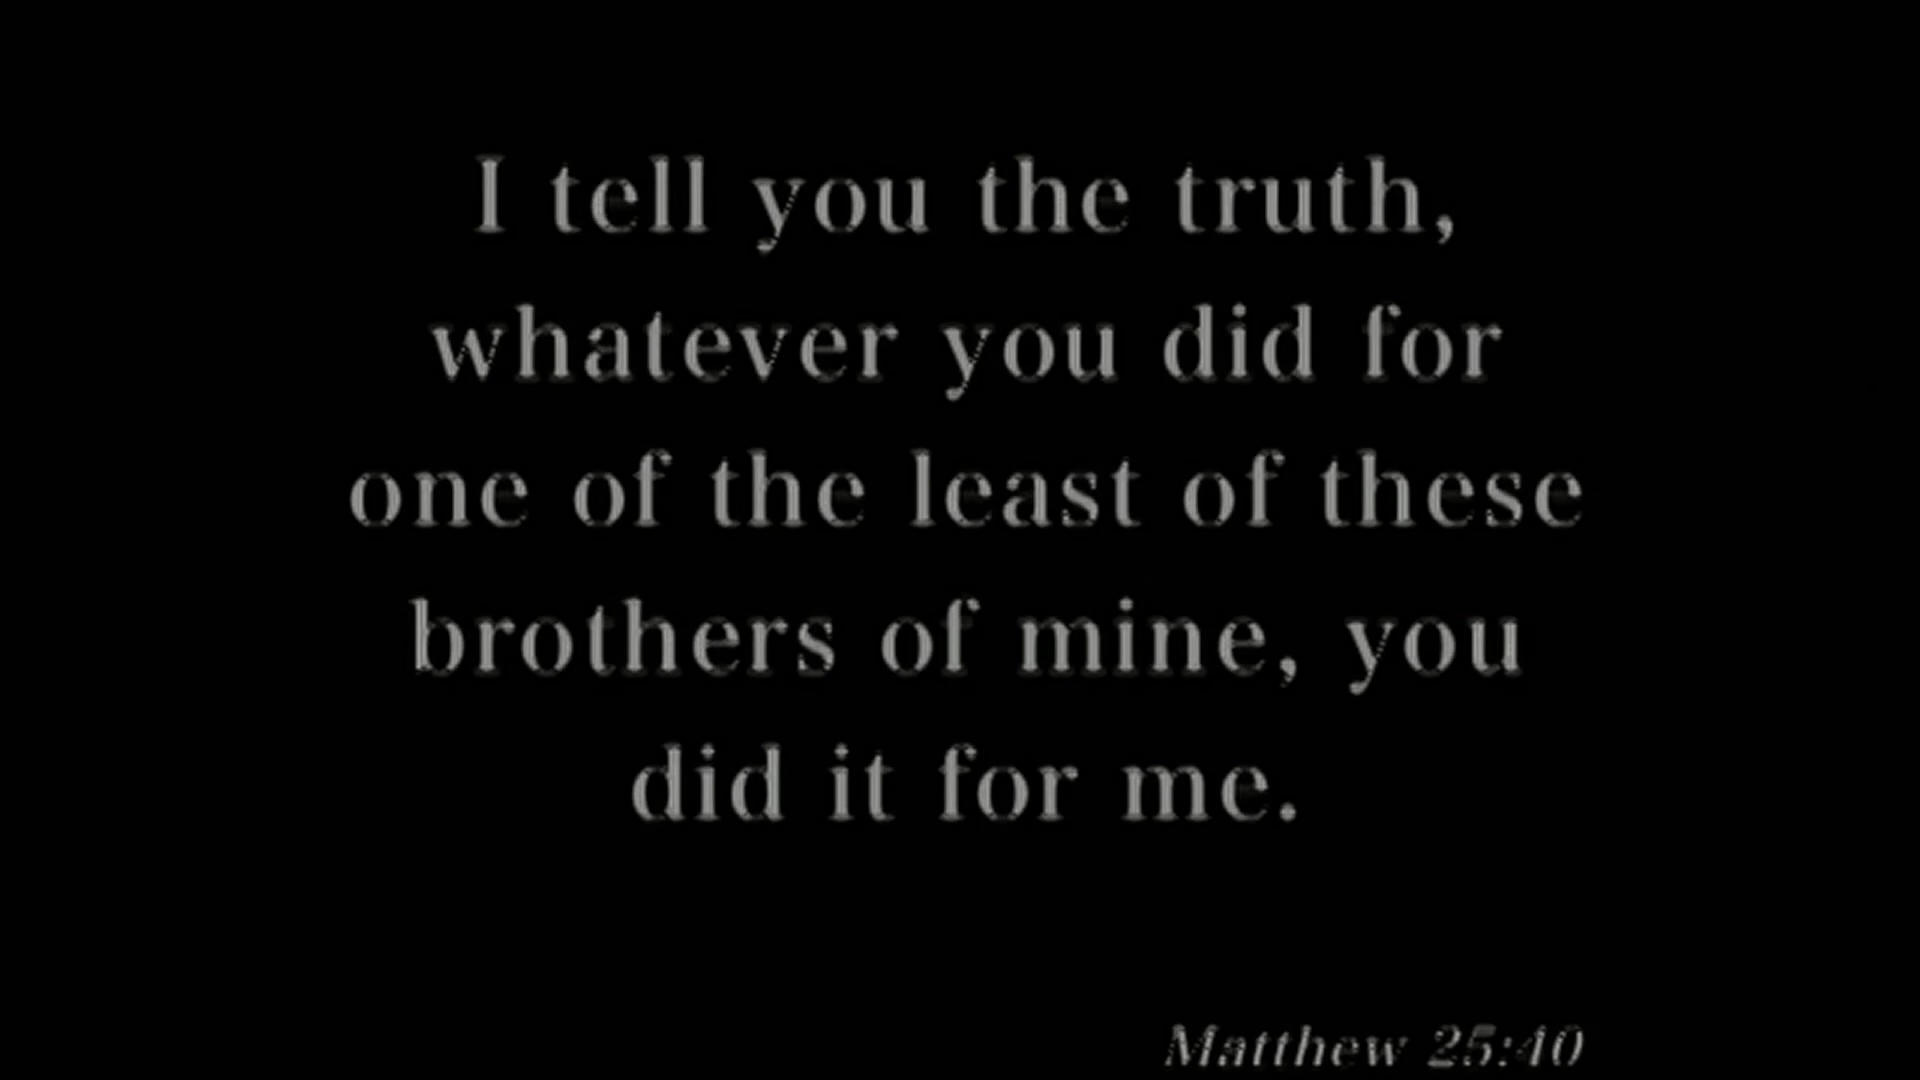 I tell you the truth,
whatever you did for
one of the least of these
brothers of mine, you
did it for me.
Matthew 25:40